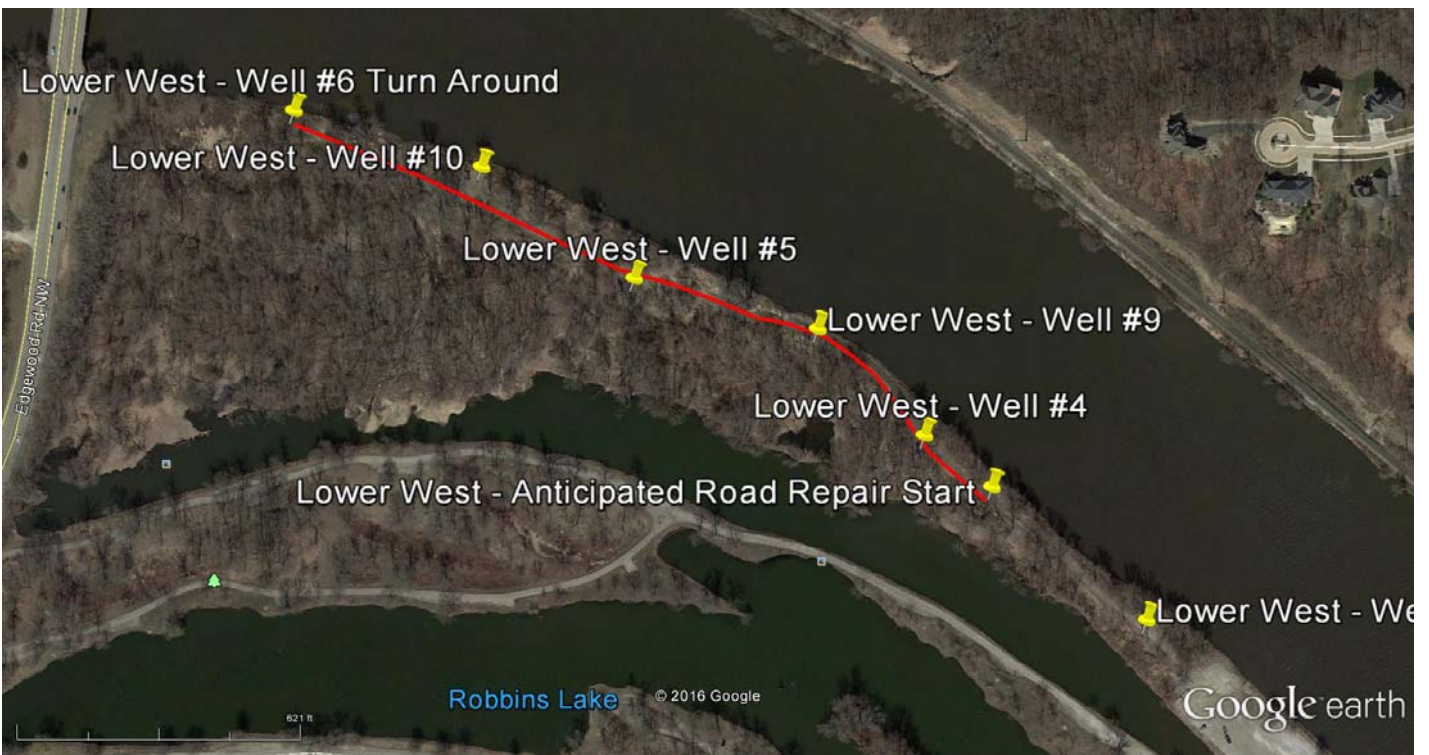 Lower West - Well #6 Turn Around
Lower West - Well #10
Lower West - Well #5
Lower West - Well #9
Edgewood Rd NW
Lower West - Well #4
Lower West - Anticipated Road Repair Start
Lower West - We
Robbins Lake
© 2016 Google
Google earth
621 ft